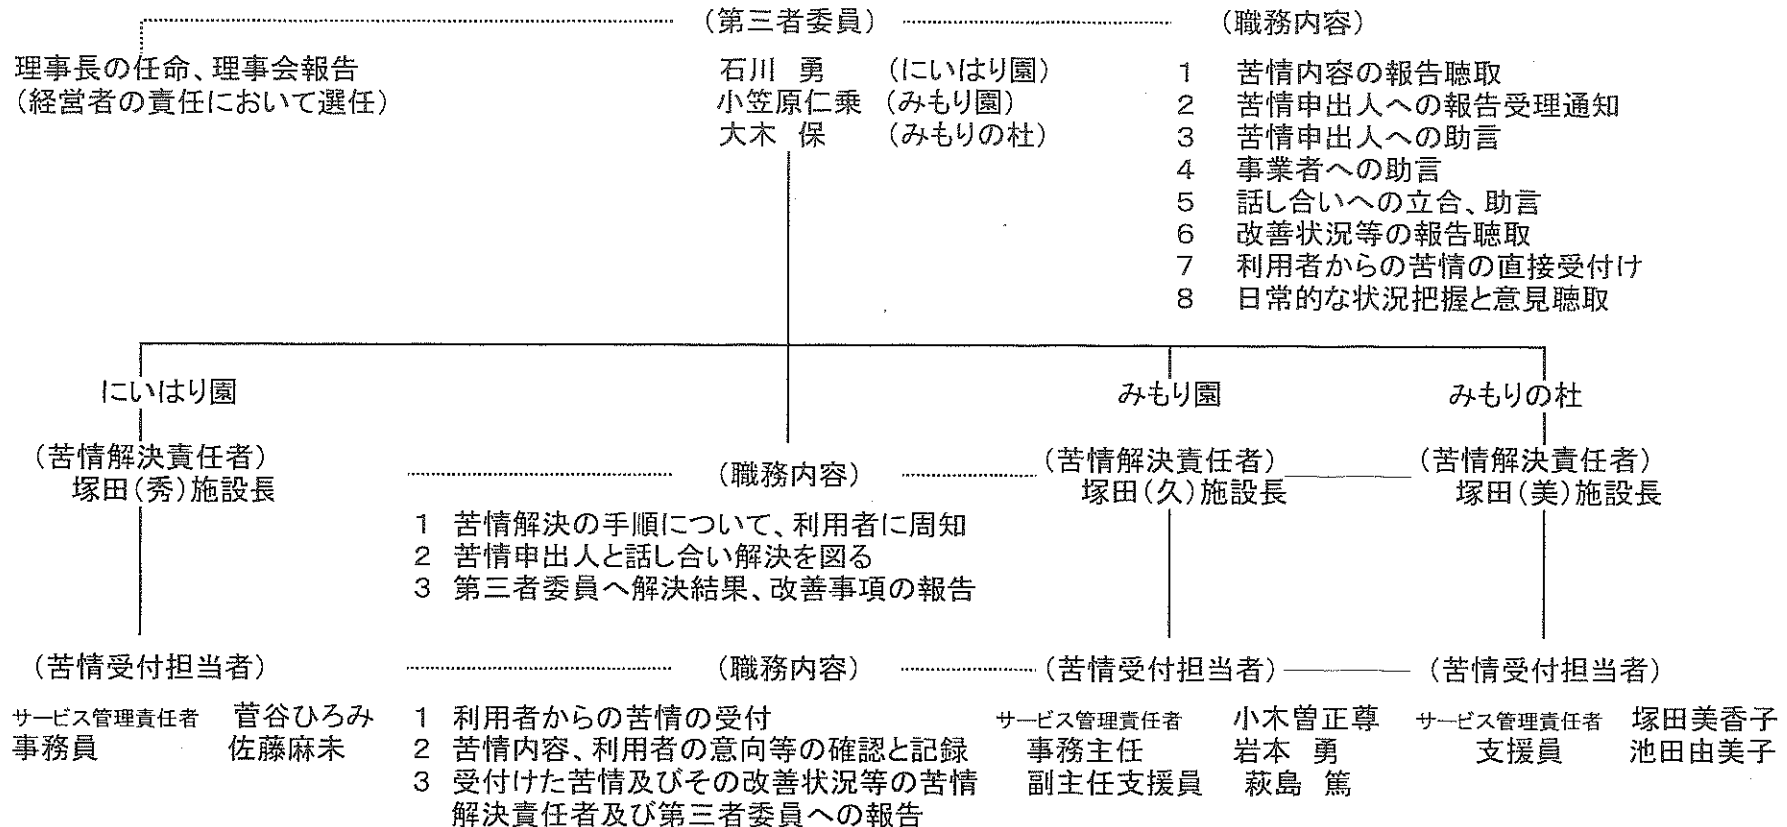 (第三者委員)
(職務内容)
理事長の任命、理事会報告
(経営者の責任において選任)
石川 勇 (にいはり園)
小笠原仁乗 (みもり園)
大木 保 (みもりの杜)
1 苦情内容の報告聴取
2 苦情申出人への報告受理通知
3 苦情申出人への助言
4 事業者への助言
5 話し合いへの立合、助言
6 改善状況等の報告聴取
7 利用者からの苦情の直接受付け
8 日常的な状況把握と意見聴取
にいはり園
みもり園
みもりの杜
(苦情解決責任者)
塚田(秀)施設長
(職務内容)
1 苦情解決の手順について、利用者に周知
2 苦情申出人と話し合い解決を図る
3 第三者委員へ解決結果、改善事項の報告
(苦情解決責任者)
塚田(久)施設長
(苦情解決責任者)
塚田(美)施設長
(苦情受付担当者)
サービス管理責任者 菅谷ひろみ
事務員 佐藤麻未
(職務内容)
1 利用者からの苦情の受付
2 苦情内容、利用者の意向等の確認と記録
3 受付けた苦情及びその改善状況等の苦情
解決責任者及び第三者委員への報告
(苦情受付担当者)
サービス管理責任者 小木曽正尊
事務主任 岩本 勇
副主任支援員 萩島 篤
(苦情受付担当者)
サービス管理責任者 塚田美香子
支援員 池田由美子